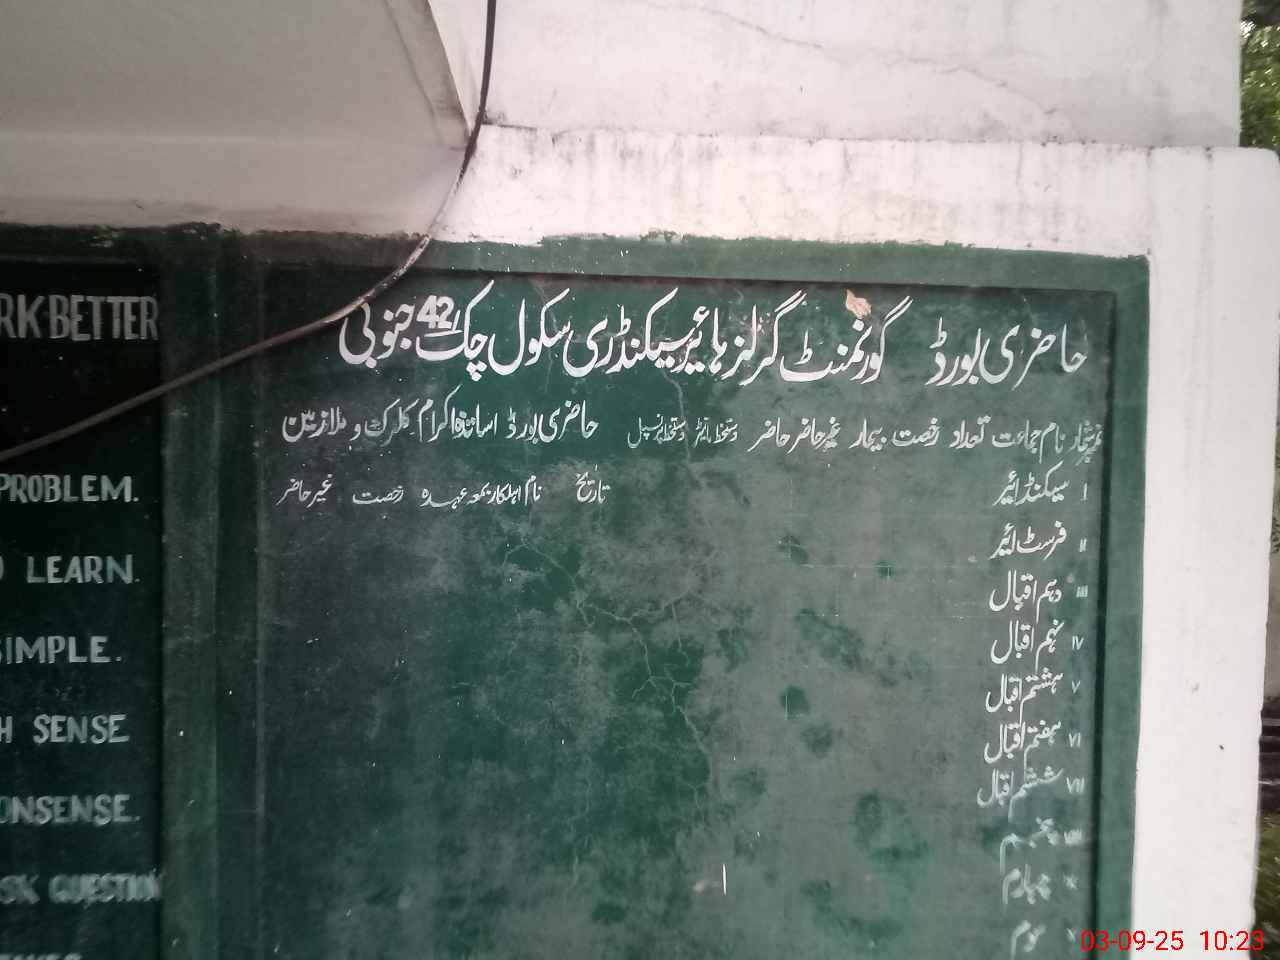 حاضری بورڈ گورنمنٹ گرلز ہائیر سیکنڈری سکول چک 42 جنوبی
نمبر شمار نام جماعت تعداد رخصت بیمار غیر حاضر حاضر دستخط مانیٹر دستخط پرنسپل
حاضری بورڈ اساتذہ اکرام کلرک و ملازمین
تاریخ نام اہلکار بمعہ عہدہ رخصت غیر حاضر
I سیکنڈ ائیر
II فرسٹ ائیر
III دہم اقبال
IV نہم اقبال
V ہشتم اقبال
VI ہفتم اقبال
VII ششم اقبال
VIII پنجم
چہارم
سوم
RK BETTER
PROBLEM.
LEARN.
SIMPLE.
H SENSE
ONSENSE.
SK QUESTION
03-09-25 10:23